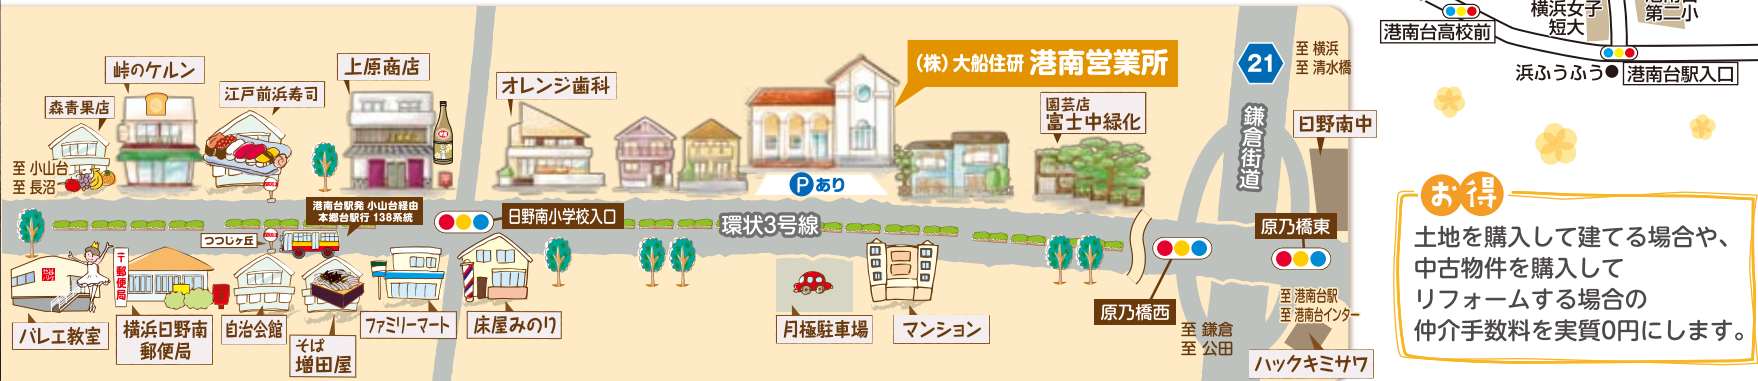 峠のケルン
森青果店
江戸前浜寿司
上原商店
オレンジ歯科
(株)大船住研 港南営業所
園芸店
富士中緑化
21
至 横浜
至 清水橋
鎌倉街道
日野南中
至 小山台
至 長沼
Pあり
港南台駅発 小山台経由
本郷台駅行 138系統
日野南小学校入口
環状3号線
つつじヶ丘
原乃橋東
原乃橋西
〒郵便局
バレエ教室
横浜日野南
郵便局
自治会館
そば
増田屋
ファミリーマート
床屋みのり
月極駐車場
マンション
至 鎌倉
至 公田
至 港南台駅
至 港南台インター
ハックキミサワ
横浜女子
短大
第二小
港南台高校前
浜ふうふう
港南台駅入口
お得
土地を購入して建てる場合や、
中古物件を購入して
リフォームする場合の
仲介手数料を実質0円にします。